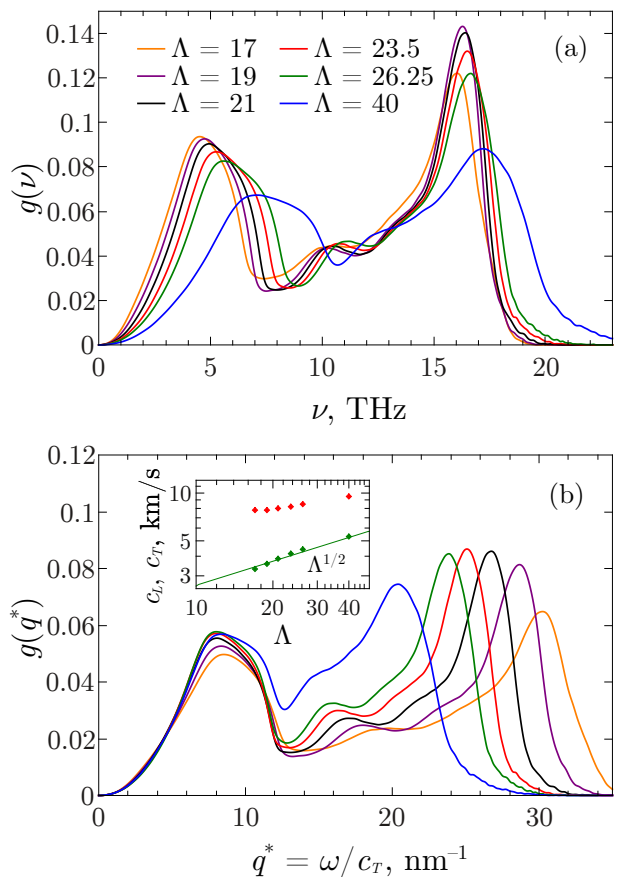 0.14
0.12
0.1
0.08
0.06
0.04
0.02
0
g(ν)
(a)
Λ = 17
Λ = 19
Λ = 21
Λ = 23.5
Λ = 26.25
Λ = 40
0 5 10 15 20
ν, THz
0.12
0.1
0.08
0.06
0.04
0.02
0
g(q*)
(b)
c_L, c_T, km/s
10
5
3
Λ^{1/2}
10 20 30 40
Λ
0 10 20 30
q* = ω/c_T, nm⁻¹